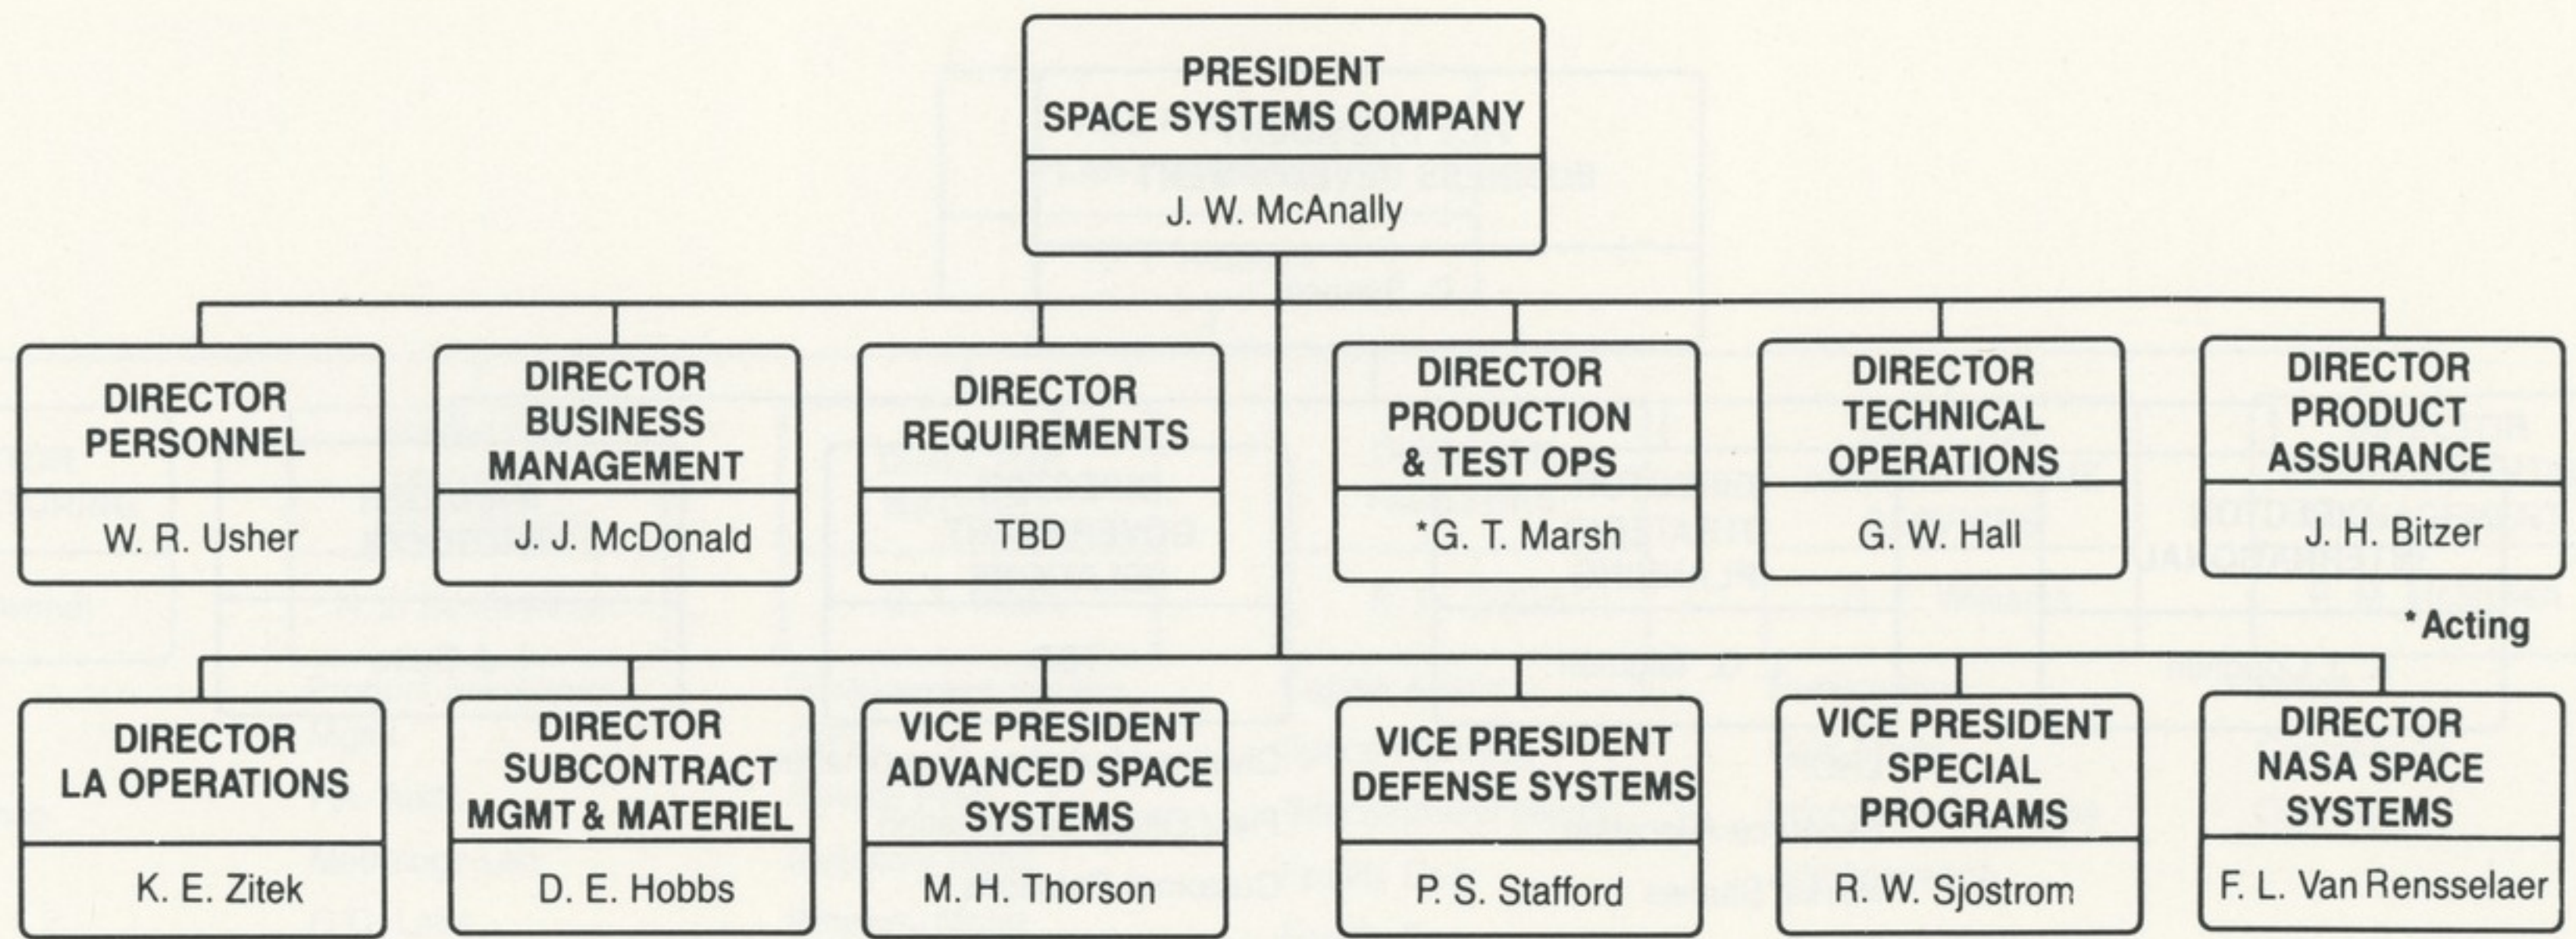 PRESIDENT
SPACE SYSTEMS COMPANY
J. W. McAnally
DIRECTOR
PERSONNEL
W. R. Usher
DIRECTOR
BUSINESS
MANAGEMENT
J. J. McDonald
DIRECTOR
REQUIREMENTS
TBD
DIRECTOR
PRODUCTION
& TEST OPS
*G. T. Marsh
DIRECTOR
TECHNICAL
OPERATIONS
G. W. Hall
DIRECTOR
PRODUCT
ASSURANCE
J. H. Bitzer
*Acting
DIRECTOR
LA OPERATIONS
K. E. Zitek
DIRECTOR
SUBCONTRACT
MGMT & MATERIEL
D. E. Hobbs
VICE PRESIDENT
ADVANCED SPACE
SYSTEMS
M. H. Thorson
VICE PRESIDENT
DEFENSE SYSTEMS
P. S. Stafford
VICE PRESIDENT
SPECIAL
PROGRAMS
R. W. Sjostrom
DIRECTOR
NASA SPACE
SYSTEMS
F. L. Van Rensselaer